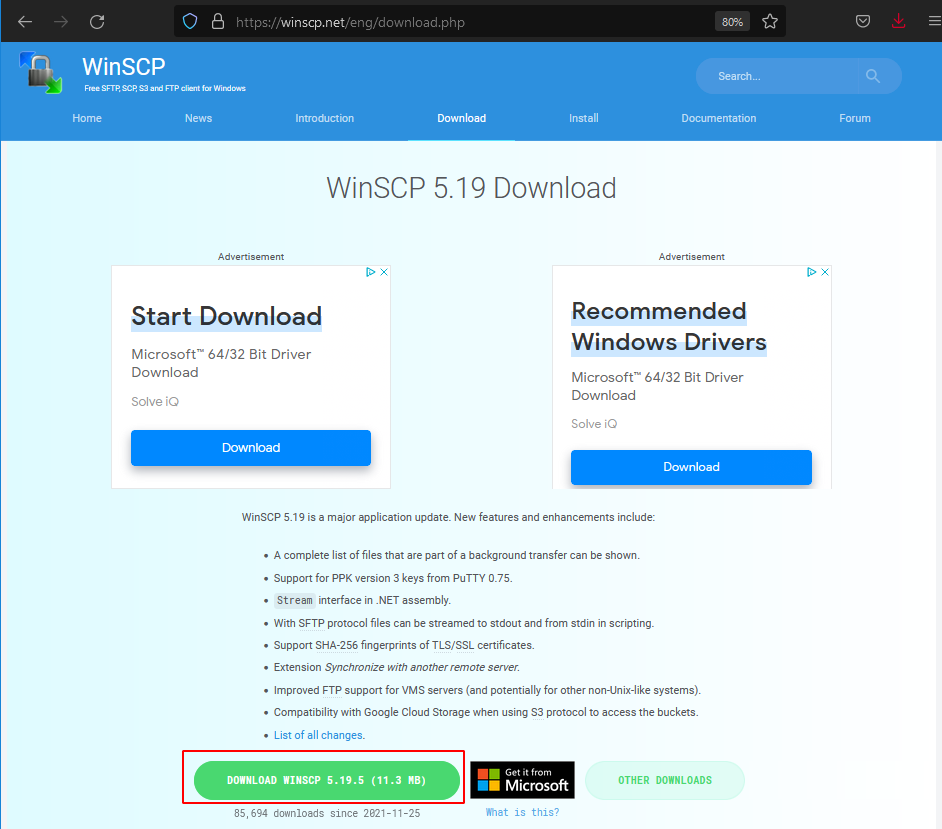 https://winscp.net/eng/download.php
80%
WinSCP
Free SFTP, SCP, S3 and FTP client for Windows
Search...
Home
News
Introduction
Download
Install
Documentation
Forum
WinSCP 5.19 Download
Advertisement
Start Download
Microsoft™ 64/32 Bit Driver
Download
Solve iQ
Download
Advertisement
Recommended
Windows Drivers
Microsoft™ 64/32 Bit Driver
Download
Solve iQ
Download
WinSCP 5.19 is a major application update. New features and enhancements include:
• A complete list of files that are part of a background transfer can be shown.
• Support for PPK version 3 keys from PuTTY 0.75.
• Stream interface in .NET assembly.
• With SFTP protocol files can be streamed to stdout and from stdin in scripting.
• Support SHA-256 fingerprints of TLS/SSL certificates.
• Extension Synchronize with another remote server.
• Improved FTP support for VMS servers (and potentially for other non-Unix-like systems).
• Compatibility with Google Cloud Storage when using S3 protocol to access the buckets.
• List of all changes.
DOWNLOAD WINSCP 5.19.5 (11.3 MB)
85,694 downloads since 2021-11-25
Get it from
Microsoft
What is this?
OTHER DOWNLOADS